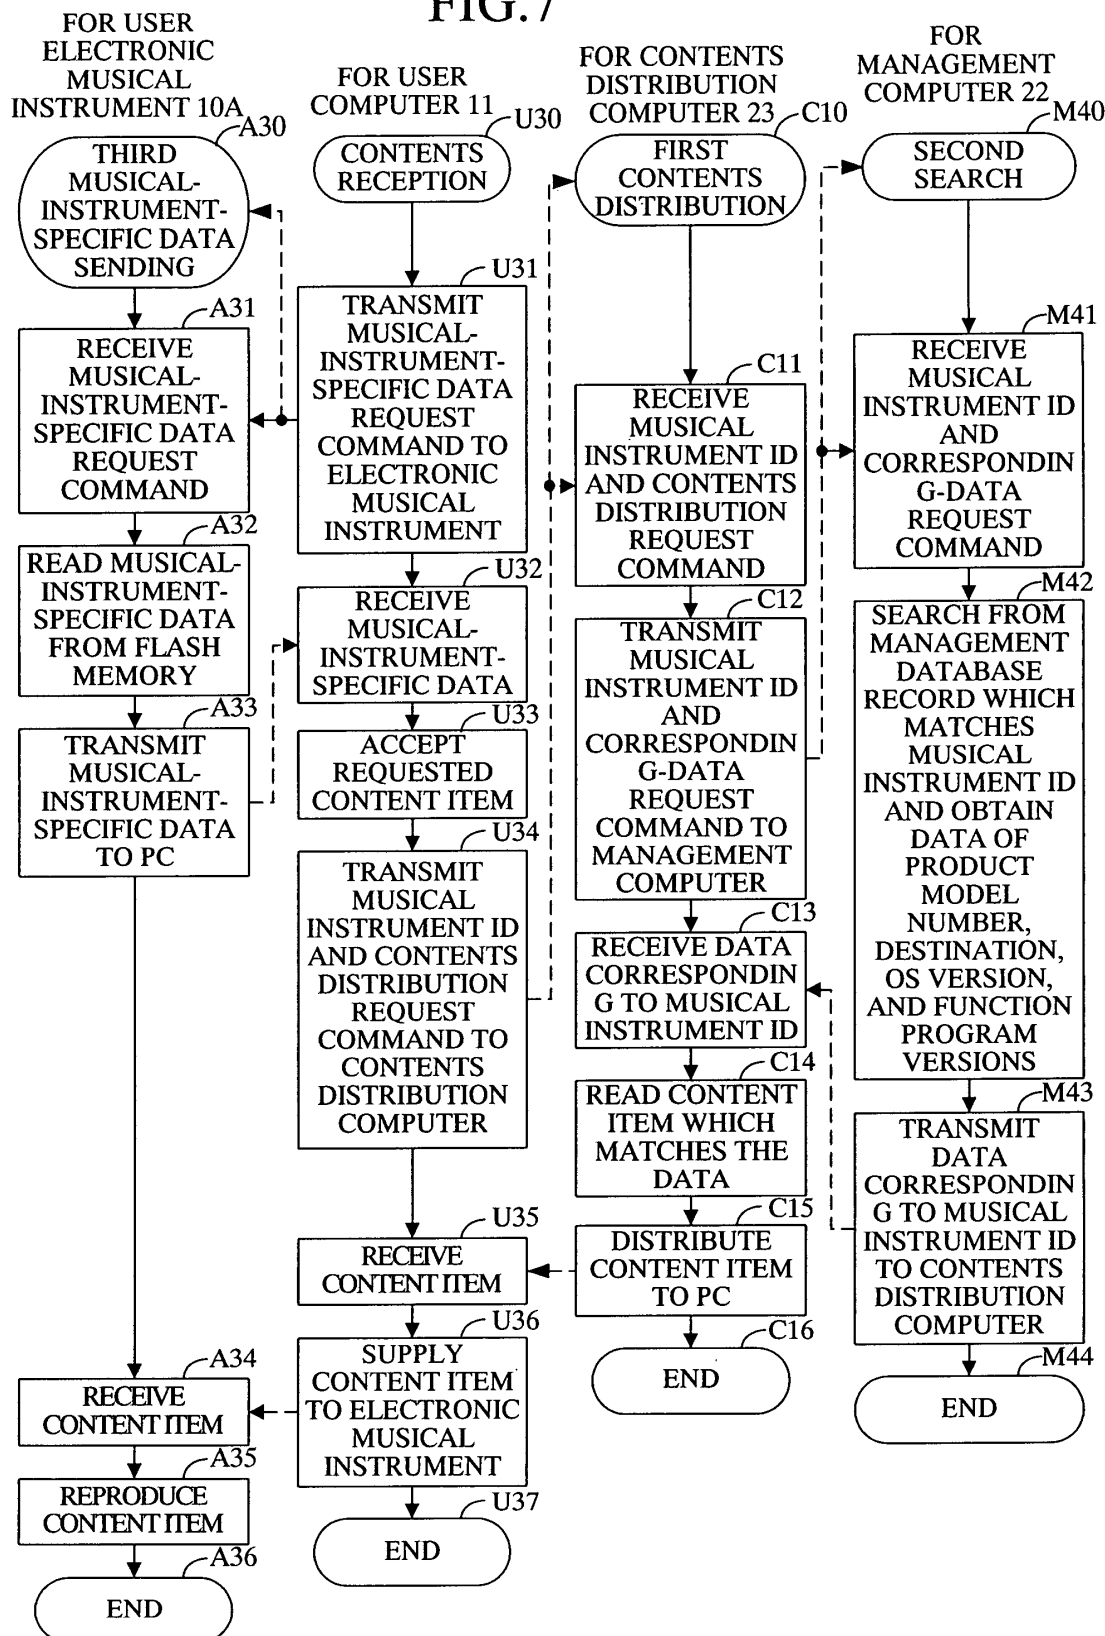 FIG.7
FOR USER
ELECTRONIC
MUSICAL
INSTRUMENT 10A
A30
THIRD
MUSICAL-
INSTRUMENT-
SPECIFIC DATA
SENDING
A31
RECEIVE
MUSICAL-
INSTRUMENT-
SPECIFIC DATA
REQUEST
COMMAND
A32
READ MUSICAL-
INSTRUMENT-
SPECIFIC DATA
FROM FLASH
MEMORY
A33
TRANSMIT
MUSICAL-
INSTRUMENT-
SPECIFIC DATA
TO PC
A34
RECEIVE
CONTENT ITEM
A35
REPRODUCE
CONTENT ITEM
A36
END
FOR USER
COMPUTER 11
U30
CONTENTS
RECEPTION
U31
TRANSMIT
MUSICAL-
INSTRUMENT-
SPECIFIC DATA
REQUEST
COMMAND TO
ELECTRONIC
MUSICAL
INSTRUMENT
U32
RECEIVE
MUSICAL-
INSTRUMENT-
SPECIFIC DATA
U33
ACCEPT
REQUESTED
CONTENT ITEM
U34
TRANSMIT
MUSICAL
INSTRUMENT ID
AND CONTENTS
DISTRIBUTION
REQUEST
COMMAND TO
CONTENTS
DISTRIBUTION
COMPUTER
U35
RECEIVE
CONTENT ITEM
U36
SUPPLY
CONTENT ITEM
TO ELECTRONIC
MUSICAL
INSTRUMENT
U37
END
FOR CONTENTS
DISTRIBUTION
COMPUTER 23
C10
FIRST
CONTENTS
DISTRIBUTION
C11
RECEIVE
MUSICAL
INSTRUMENT ID
AND CONTENTS
DISTRIBUTION
REQUEST
COMMAND
C12
TRANSMIT
MUSICAL
INSTRUMENT ID
AND
CORRESPONDIN
G-DATA
REQUEST
COMMAND TO
MANAGEMENT
COMPUTER
C13
RECEIVE DATA
CORRESPONDIN
G TO MUSICAL
INSTRUMENT ID
C14
READ CONTENT
ITEM WHICH
MATCHES THE
DATA
C15
DISTRIBUTE
CONTENT ITEM
TO PC
C16
END
FOR
MANAGEMENT
COMPUTER 22
M40
SECOND
SEARCH
M41
RECEIVE
MUSICAL
INSTRUMENT ID
AND
CORRESPONDIN
G-DATA
REQUEST
COMMAND
M42
SEARCH FROM
MANAGEMENT
DATABASE
RECORD WHICH
MATCHES
MUSICAL
INSTRUMENT ID
AND OBTAIN
DATA OF
PRODUCT
MODEL
NUMBER,
DESTINATION,
OS VERSION,
AND FUNCTION
PROGRAM
VERSIONS
M43
TRANSMIT
DATA
CORRESPONDIN
G TO MUSICAL
INSTRUMENT ID
TO CONTENTS
DISTRIBUTION
COMPUTER
M44
END